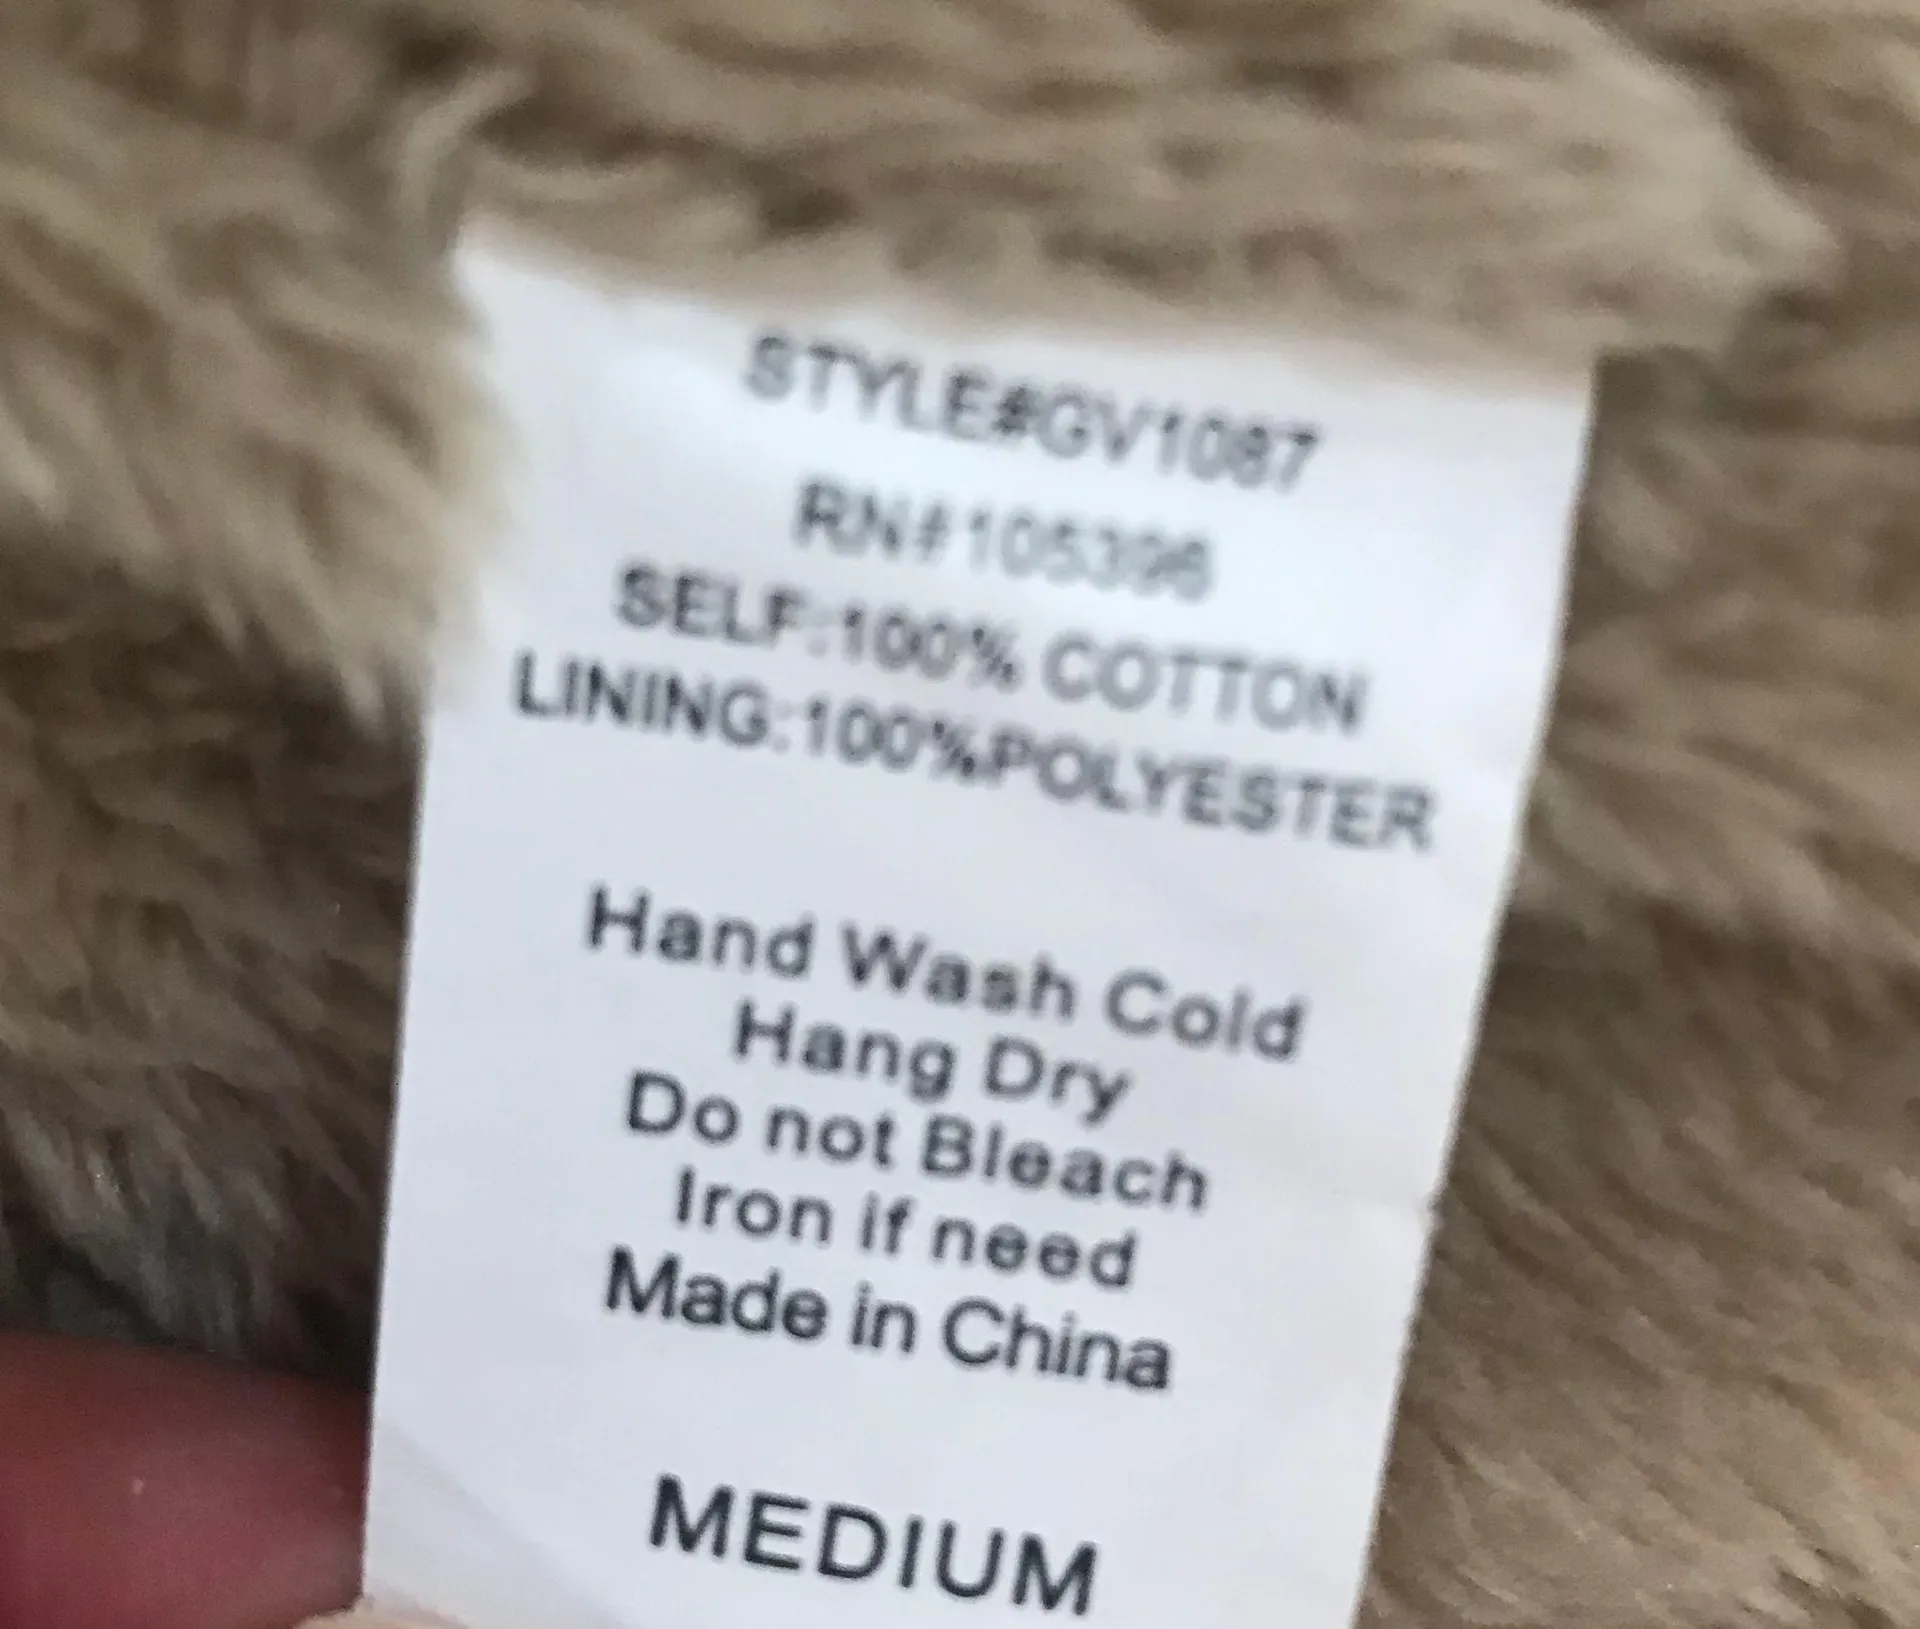 STYLE#GV1087
RN#105396
SELF:100% COTTON
LINING:100%POLYESTER
Hand Wash Cold
Hang Dry
Do not Bleach
Iron if need
Made in China
MEDIUM